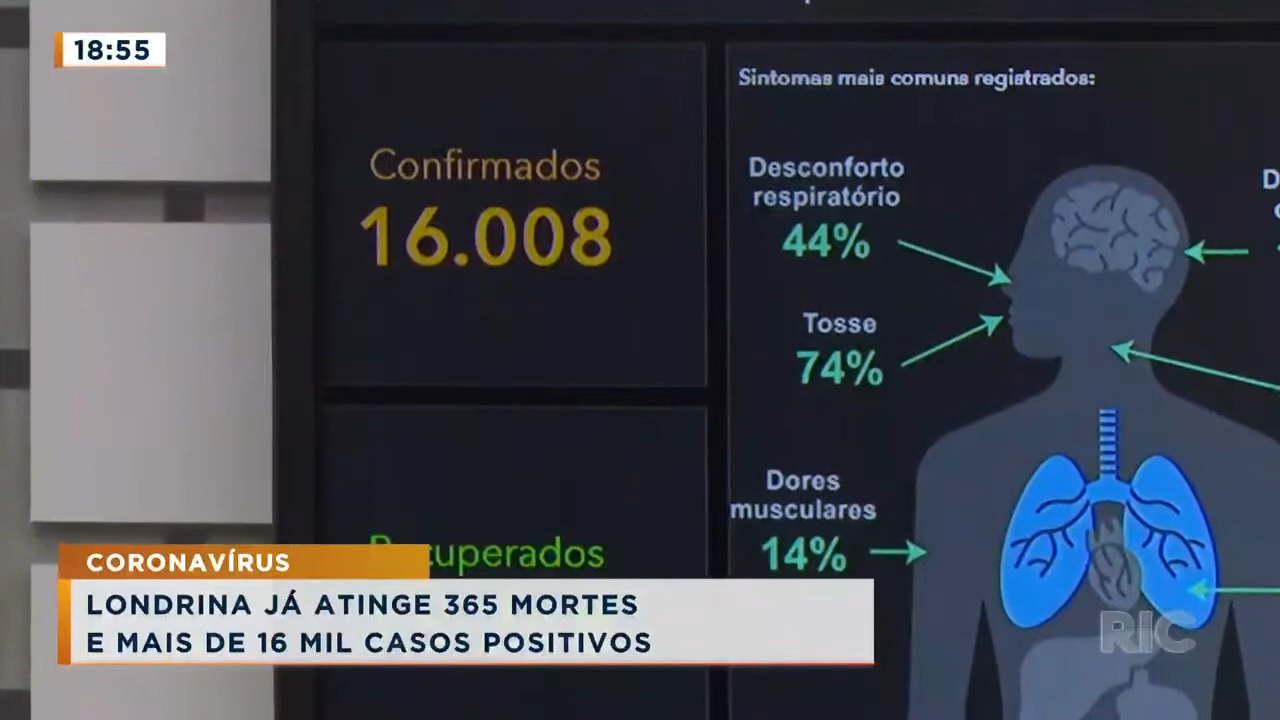 18:55
Confirmados
16.008
Sintomas mais comuns registrados:
Desconforto
respiratório
44%
Tosse
74%
Dores
musculares
14%
Recuperados
CORONAVÍRUS
LONDRINA JÁ ATINGE 365 MORTES
E MAIS DE 16 MIL CASOS POSITIVOS
RIC